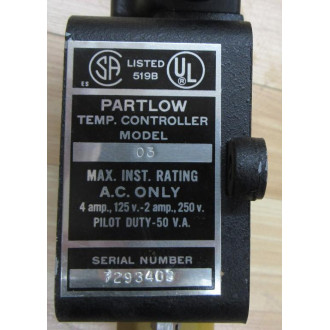 SA LISTED UL
519B
PARTLOW
TEMP. CONTROLLER
MODEL
03
MAX. INST. RATING
A.C. ONLY
4 amp., 125 v.-2 amp., 250 v.
PILOT DUTY-50 V.A.
SERIAL NUMBER